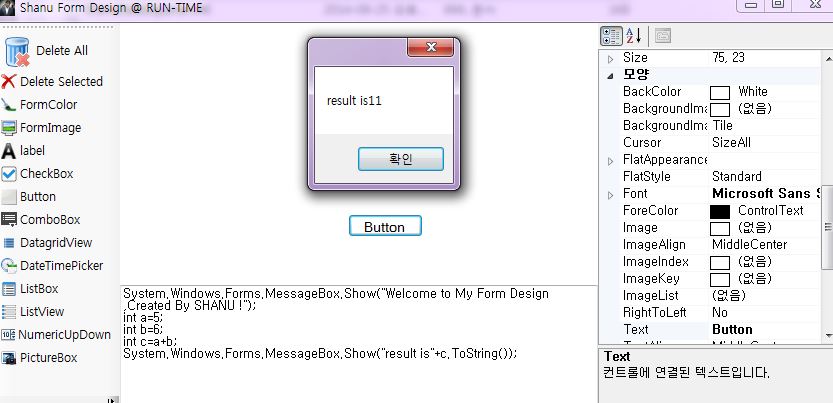 Shanu Form Design @ RUN-TIME
Delete All
Delete Selected
FormColor
FormImage
label
CheckBox
Button
ComboBox
DatagridView
DateTimePicker
ListBox
ListView
NumericUpDown
PictureBox
result is11
확인
Button
System.Windows.Forms.MessageBox.Show("Welcome to My Form Design
,Created By SHANU !");
int a=5;
int b=6;
int c=a+b;
System.Windows.Forms.MessageBox.Show("result is"+c.ToString());
Size 75, 23
모양
BackColor White
BackgroundIma (없음)
BackgroundIma Tile
Cursor SizeAll
FlatAppearance
FlatStyle Standard
Font Microsoft Sans S
ForeColor ControlText
Image (없음)
ImageAlign MiddleCenter
ImageIndex (없음)
ImageKey (없음)
ImageList (없음)
RightToLeft No
Text Button
Text
컨트롤에 연결된 텍스트입니다.